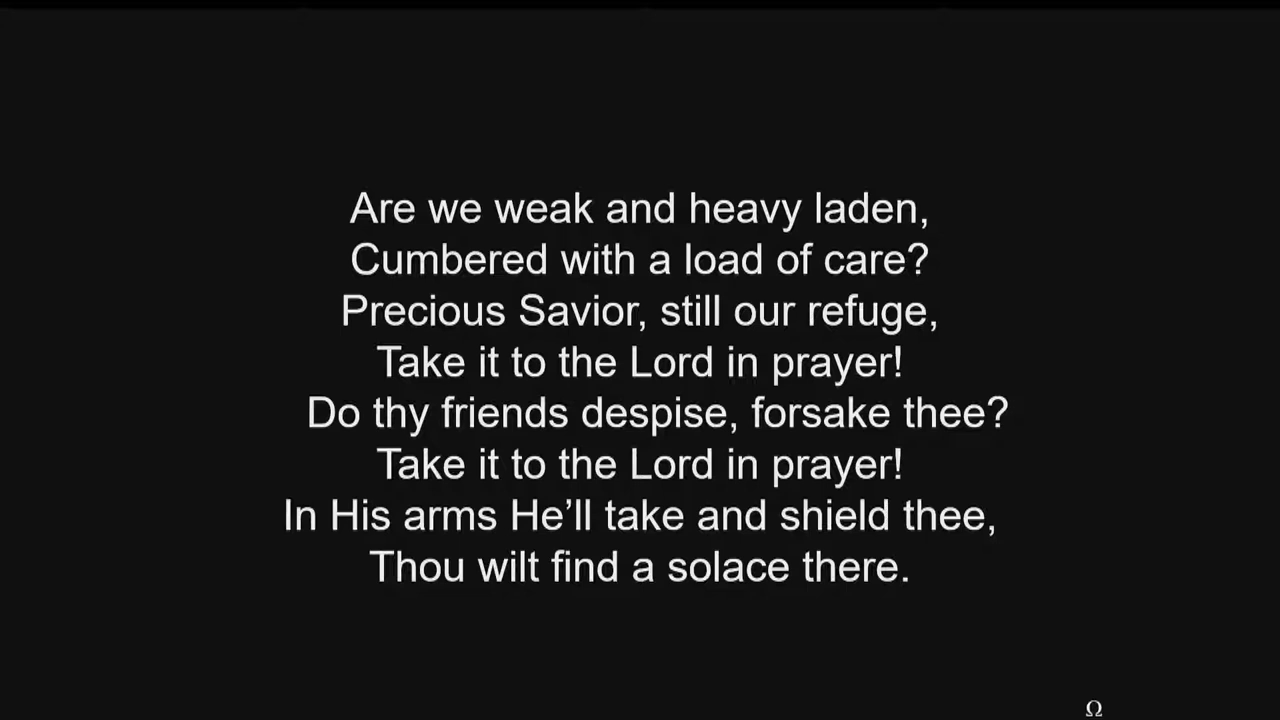 Are we weak and heavy laden,
Cumbered with a load of care?
Precious Savior, still our refuge,
Take it to the Lord in prayer!
Do thy friends despise, forsake thee?
Take it to the Lord in prayer!
In His arms He’ll take and shield thee,
Thou wilt find a solace there.
Ω